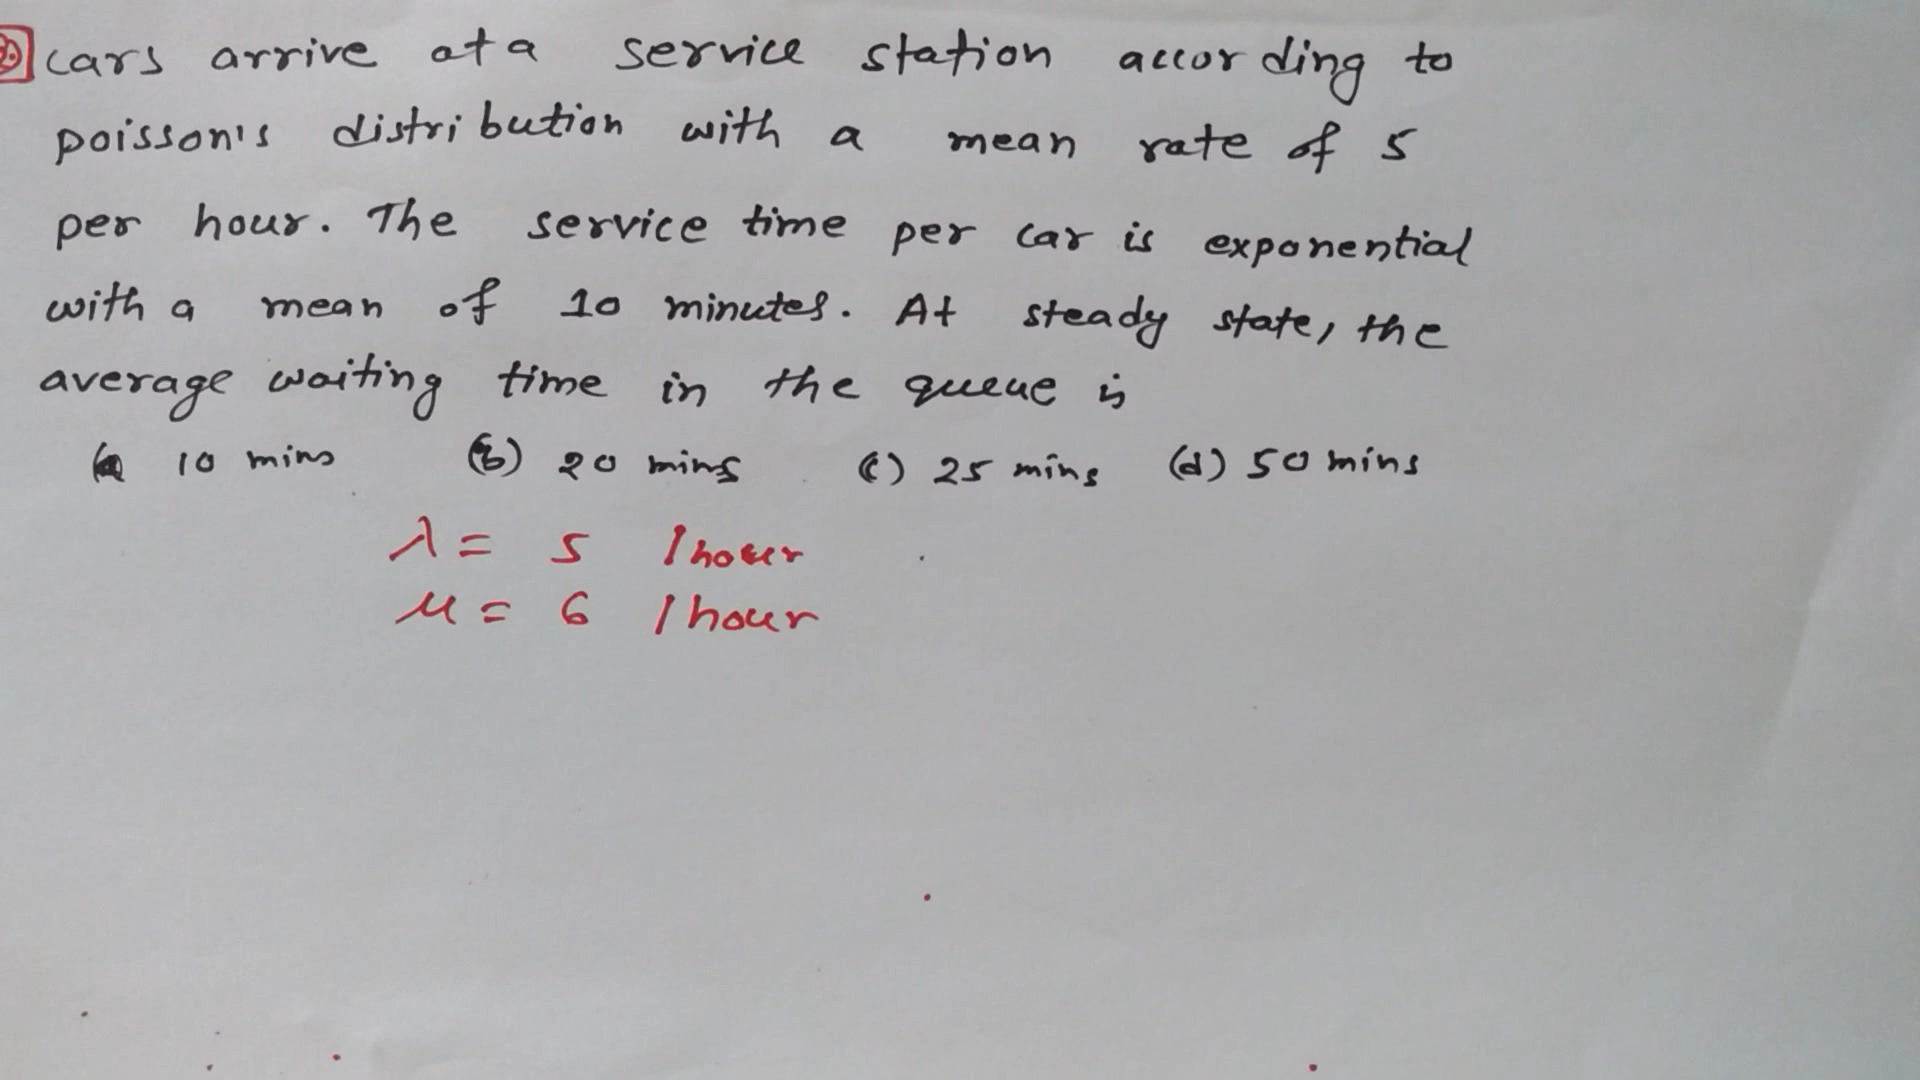 cars arrive at a service station according to
poisson's distribution with a mean rate of 5
per hour. The service time per car is exponential
with a mean of 10 minutes. At steady state, the
average waiting time in the queue is
(a) 10 mins (b) 20 mins (c) 25 mins (d) 50 mins
λ = 5 /hour
μ = 6 /hour